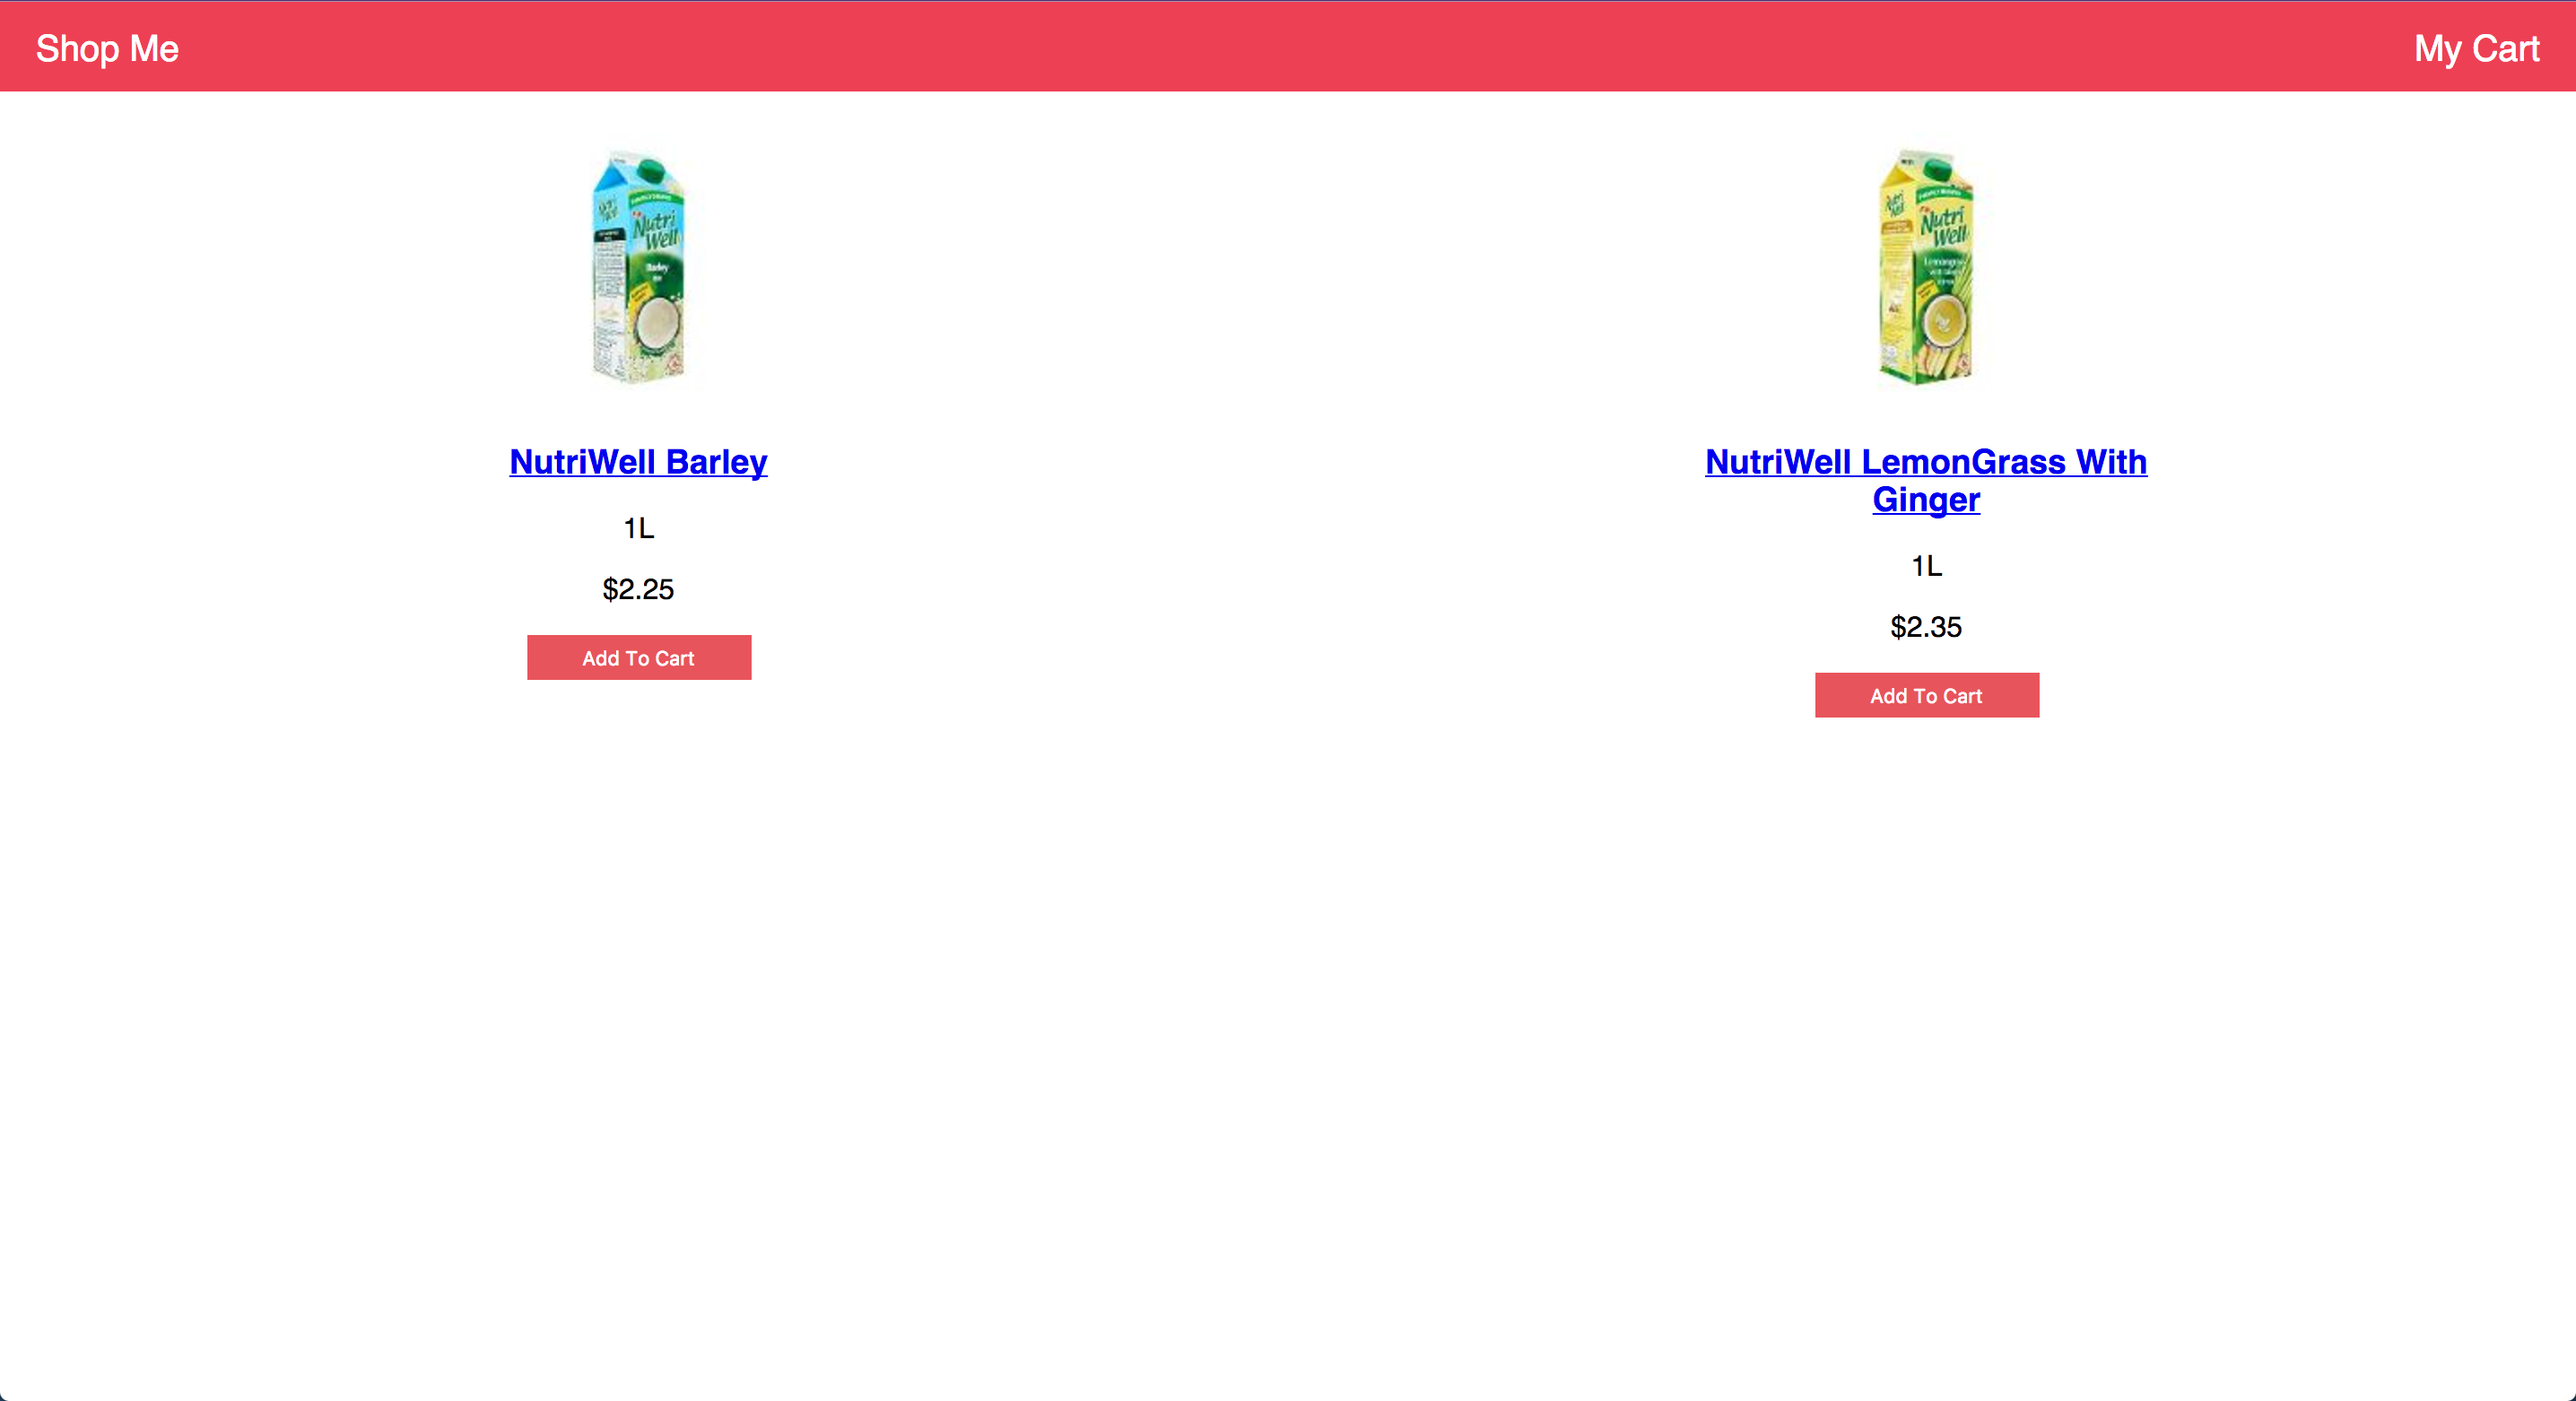 Shop Me
My Cart
Nutri
Well
Barley
NutriWell Barley
1L
$2.25
Add To Cart
Nutri
Well
NutriWell LemonGrass With
Ginger
1L
$2.35
Add To Cart